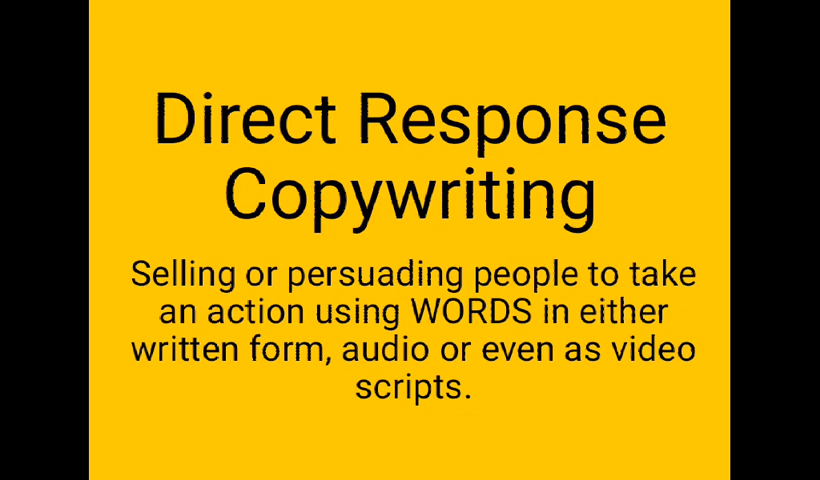 Direct Response
Copywriting
Selling or persuading people to take
an action using WORDS in either
written form, audio or even as video
scripts.